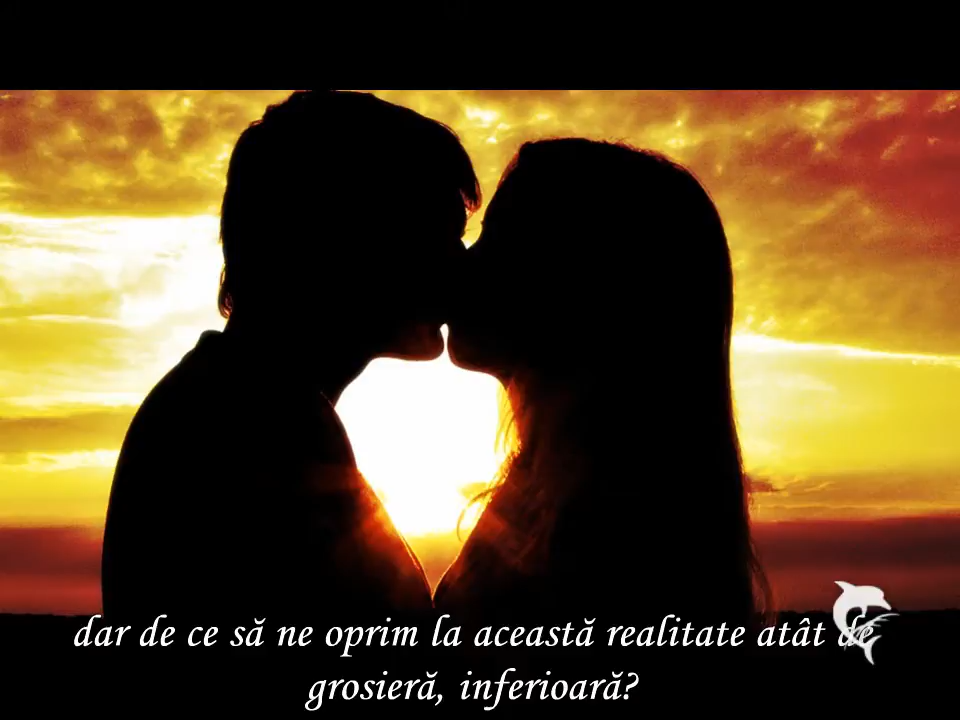 dar de ce să ne oprim la această realitate atât de
grosieră, inferioară?